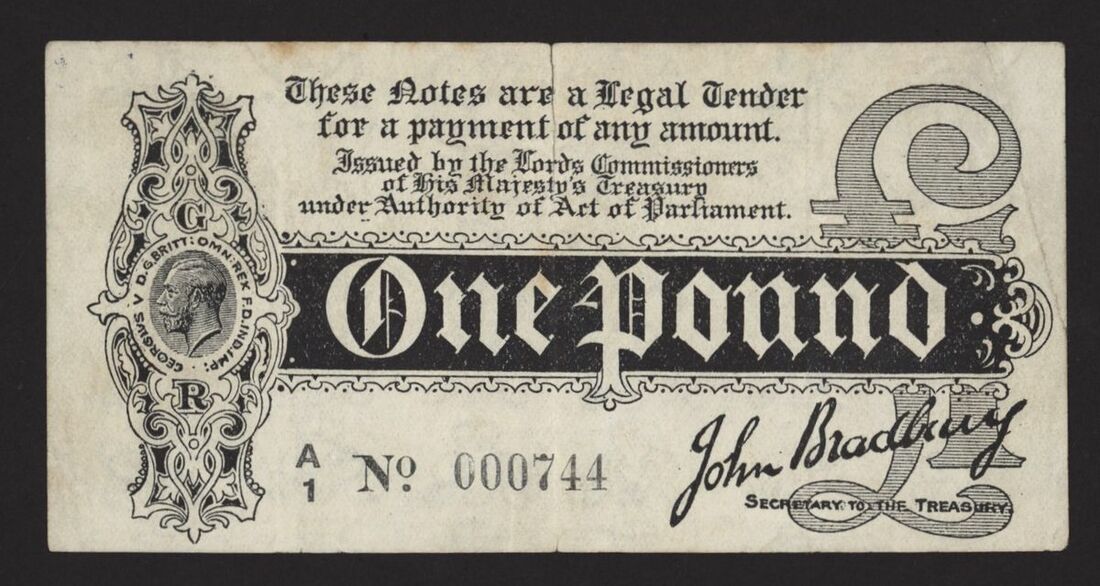 These Notes are a Legal Tender
for a payment of any amount.
Issued by the Lords Commissioners
of His Majesty's Treasury
under Authority of Act of Parliament.
£
G
GEORGIVS V D.G.BRITT:OMN:REX F.D.IND:IMP:
R
One Pound
A
1
No. 000744
John Bradbury
SECRETARY TO THE TREASURY.
£1